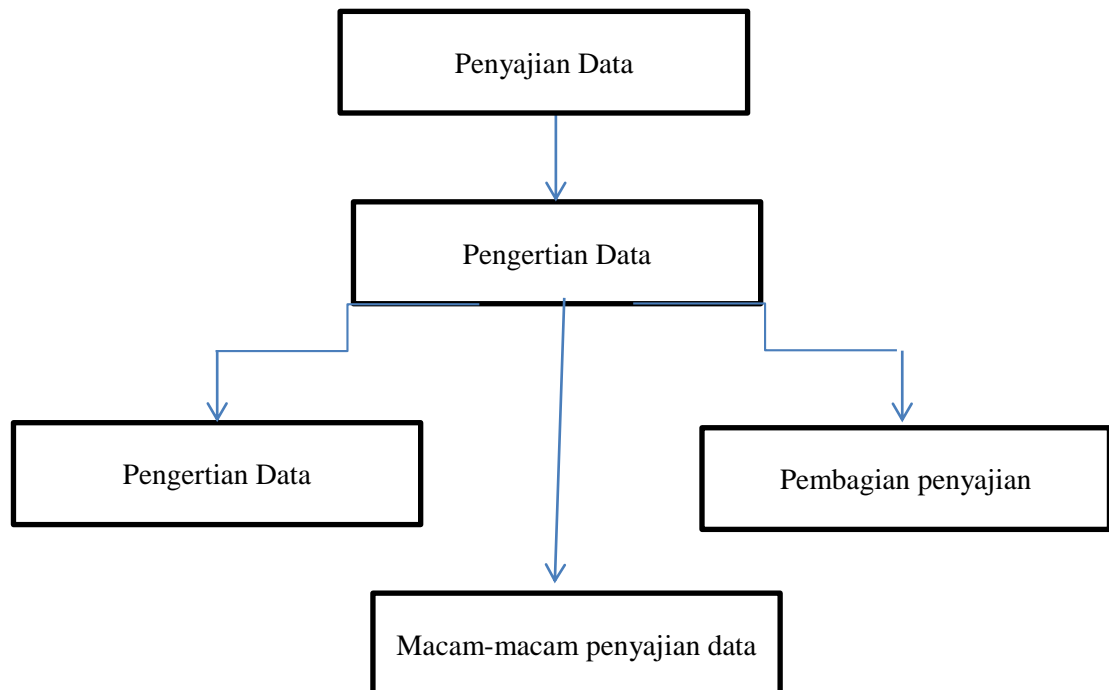 Penyajian Data
Pengertian Data
Pengertian Data
Pembagian penyajian
Macam-macam penyajian data